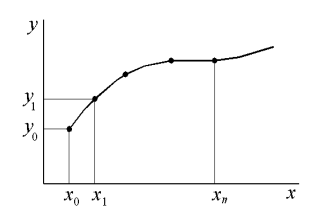 y
y₁
y₀
x₀ x₁ xₙ x